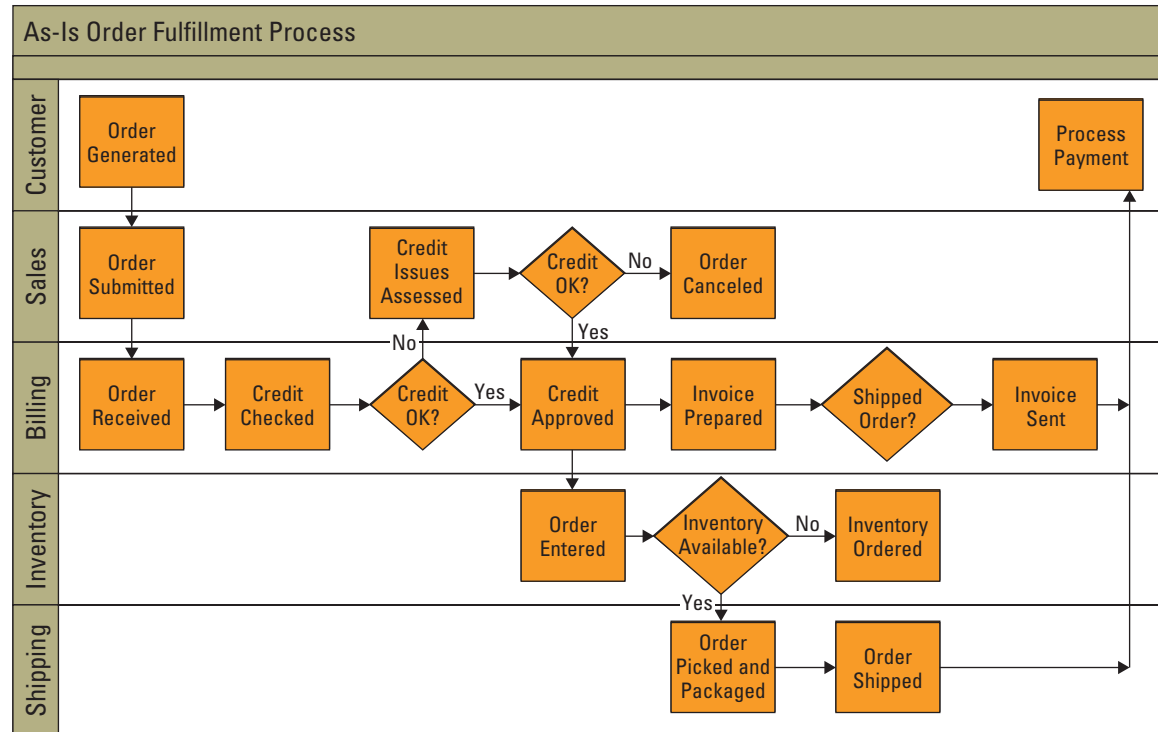 As-Is Order Fulfillment Process
Customer
Order
Generated
Process
Payment
Sales
Order
Submitted
Credit
Issues
Assessed
Credit
OK?
No
Order
Canceled
Yes
No
Billing
Order
Received
Credit
Checked
Credit
OK?
Yes
Credit
Approved
Invoice
Prepared
Shipped
Order?
Invoice
Sent
Inventory
Order
Entered
Inventory
Available?
No
Inventory
Ordered
Yes
Shipping
Order
Picked and
Packaged
Order
Shipped